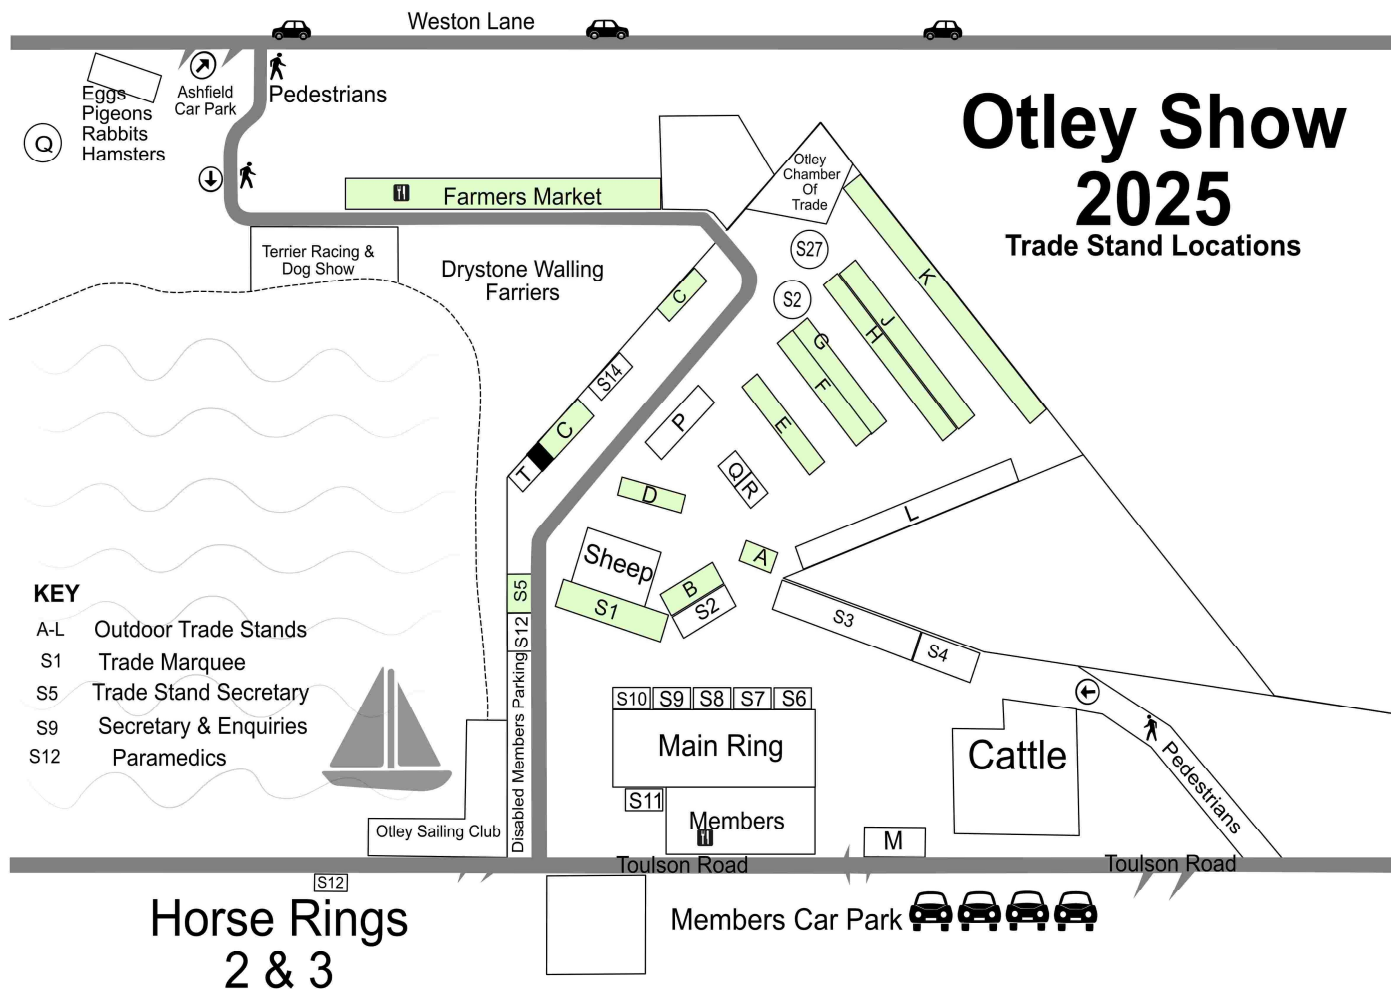 Weston Lane
Otley Show
2025
Trade Stand Locations
Eggs
Pigeons
Rabbits
Hamsters
Q
Ashfield
Car Park
Pedestrians
Farmers Market
Otley
Chamber
Of
Trade
Terrier Racing &
Dog Show
Drystone Walling
Farriers
S27
S2
K
J
H
G
F
E
C
S14
C
T
P
Q
R
D
L
A
Sheep
B
S2
S1
S5
S12
Disabled Members Parking
S3
S4
KEY
A-L Outdoor Trade Stands
S1 Trade Marquee
S5 Trade Stand Secretary
S9 Secretary & Enquiries
S12 Paramedics
S10
S9
S8
S7
S6
Main Ring
S11
Members
Cattle
Pedestrians
M
Otley Sailing Club
Toulson Road
Toulson Road
S12
Horse Rings
2 & 3
Members Car Park